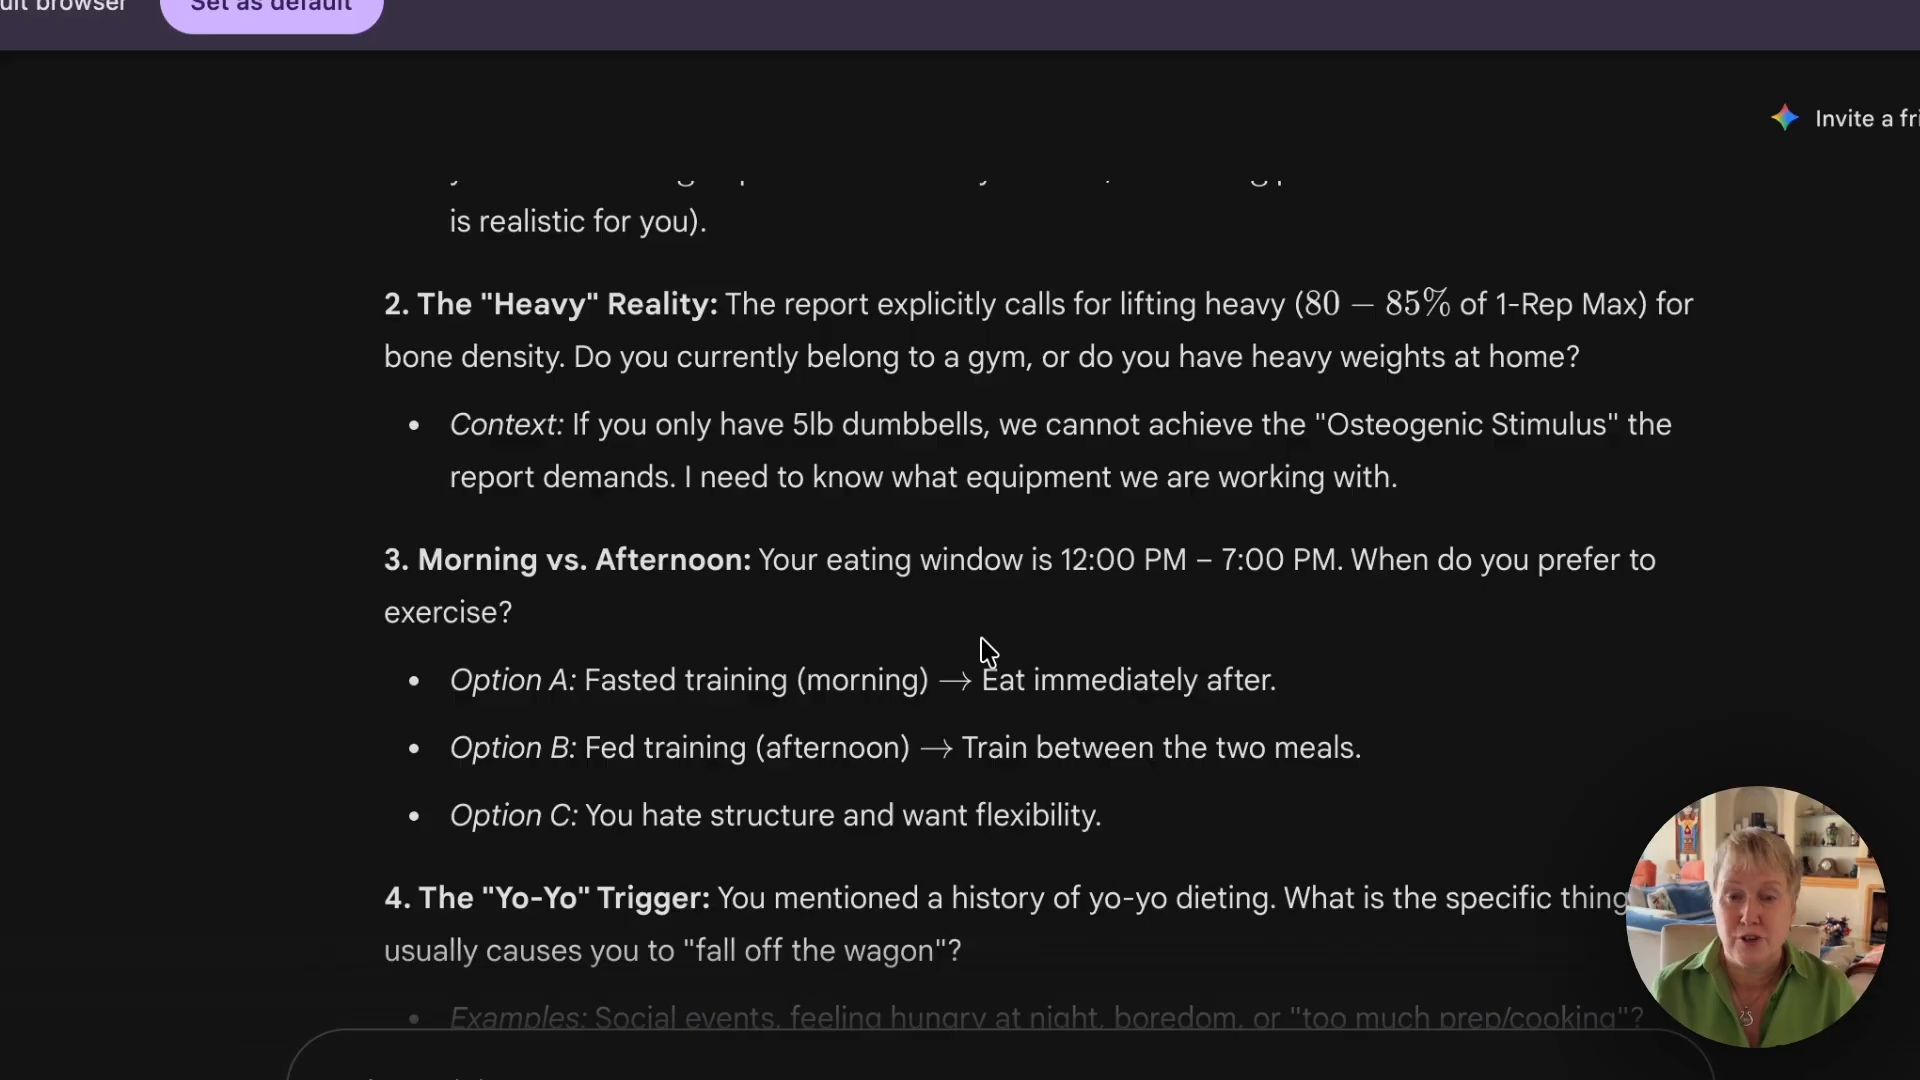 browser
Set as default
Invite a fri
is realistic for you).
2. The "Heavy" Reality: The report explicitly calls for lifting heavy (80 − 85% of 1-Rep Max) for
bone density. Do you currently belong to a gym, or do you have heavy weights at home?
• Context: If you only have 5lb dumbbells, we cannot achieve the "Osteogenic Stimulus" the
report demands. I need to know what equipment we are working with.
3. Morning vs. Afternoon: Your eating window is 12:00 PM – 7:00 PM. When do you prefer to
exercise?
• Option A: Fasted training (morning) → Eat immediately after.
• Option B: Fed training (afternoon) → Train between the two meals.
• Option C: You hate structure and want flexibility.
4. The "Yo-Yo" Trigger: You mentioned a history of yo-yo dieting. What is the specific thing
usually causes you to "fall off the wagon"?
• Examples: Social events, feeling hungry at night, boredom, or "too much prep/cooking"?